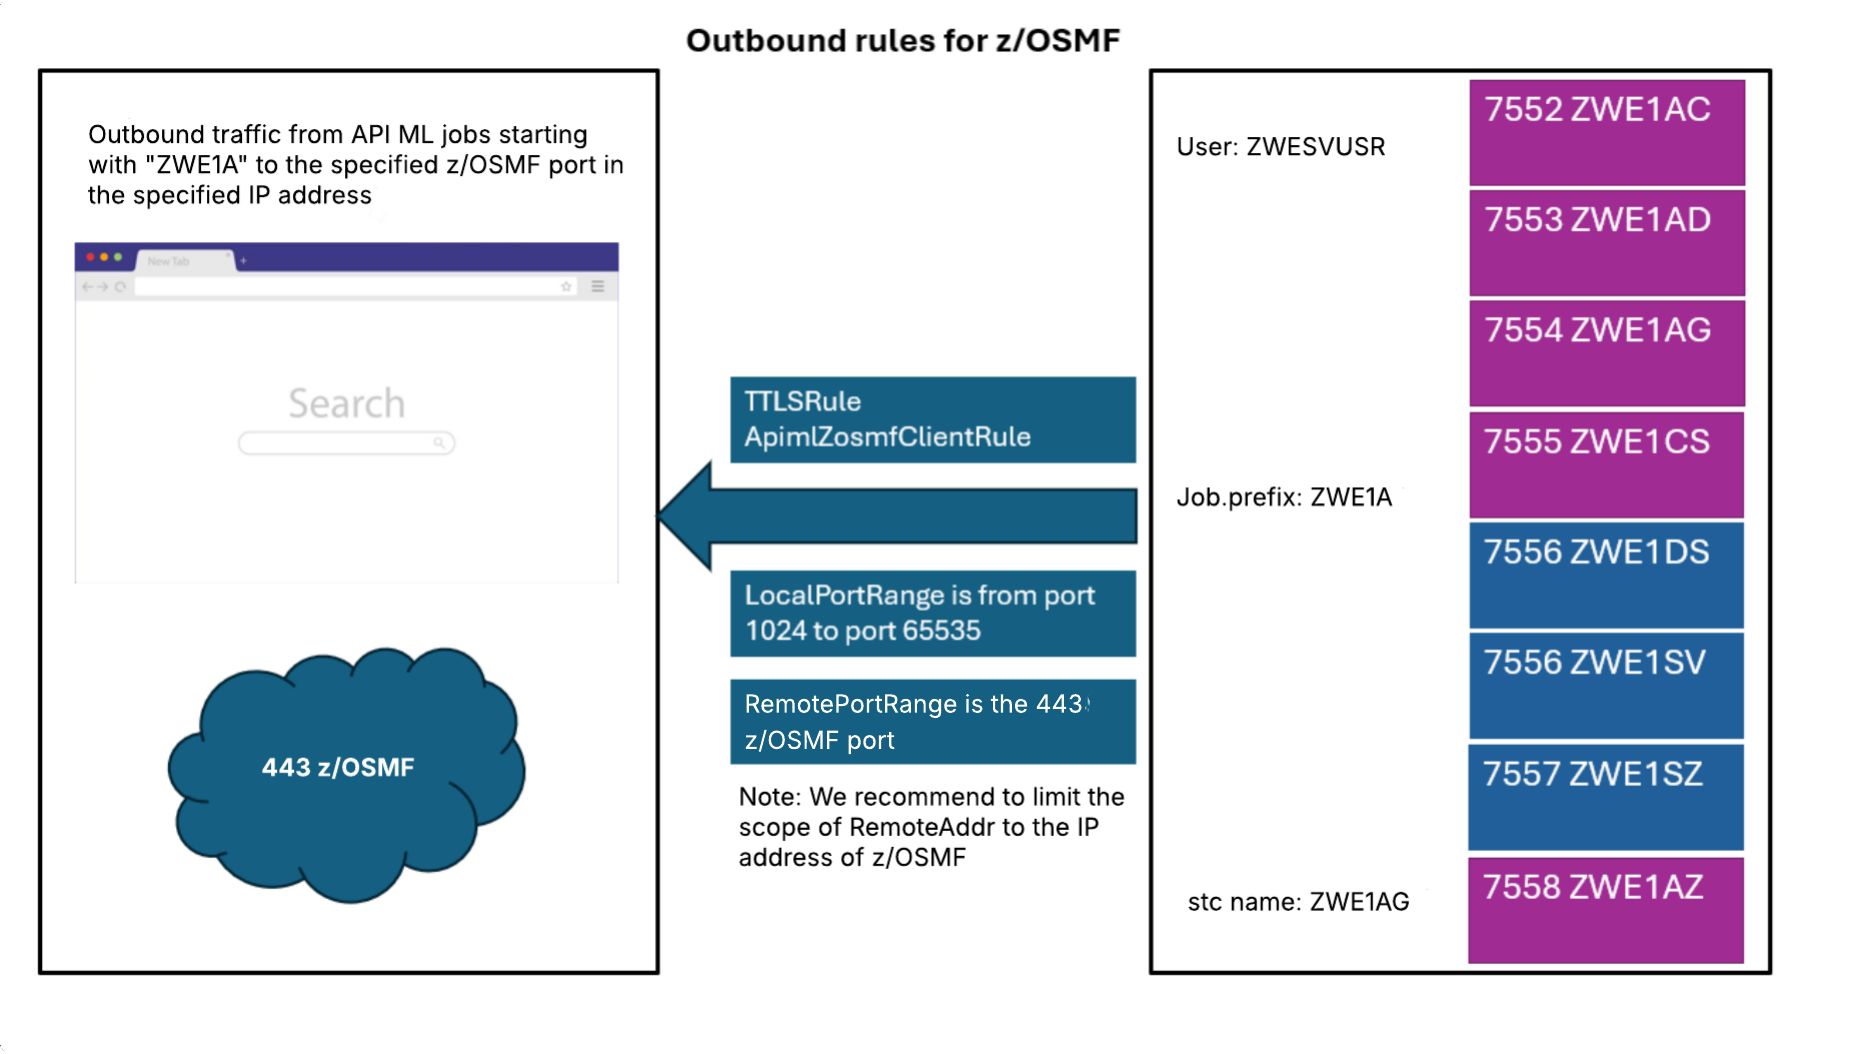 Outbound rules for z/OSMF
Outbound traffic from API ML jobs starting
with "ZWE1A" to the specified z/OSMF port in
the specified IP address
New Tab
Search
443 z/OSMF
TTLSRule
ApimlZosmfClientRule
LocalPortRange is from port
1024 to port 65535
RemotePortRange is the 443
z/OSMF port
Note: We recommend to limit the
scope of RemoteAddr to the IP
address of z/OSMF
User: ZWESVUSR
Job.prefix: ZWE1A
stc name: ZWE1AG
7552 ZWE1AC
7553 ZWE1AD
7554 ZWE1AG
7555 ZWE1CS
7556 ZWE1DS
7556 ZWE1SV
7557 ZWE1SZ
7558 ZWE1AZ